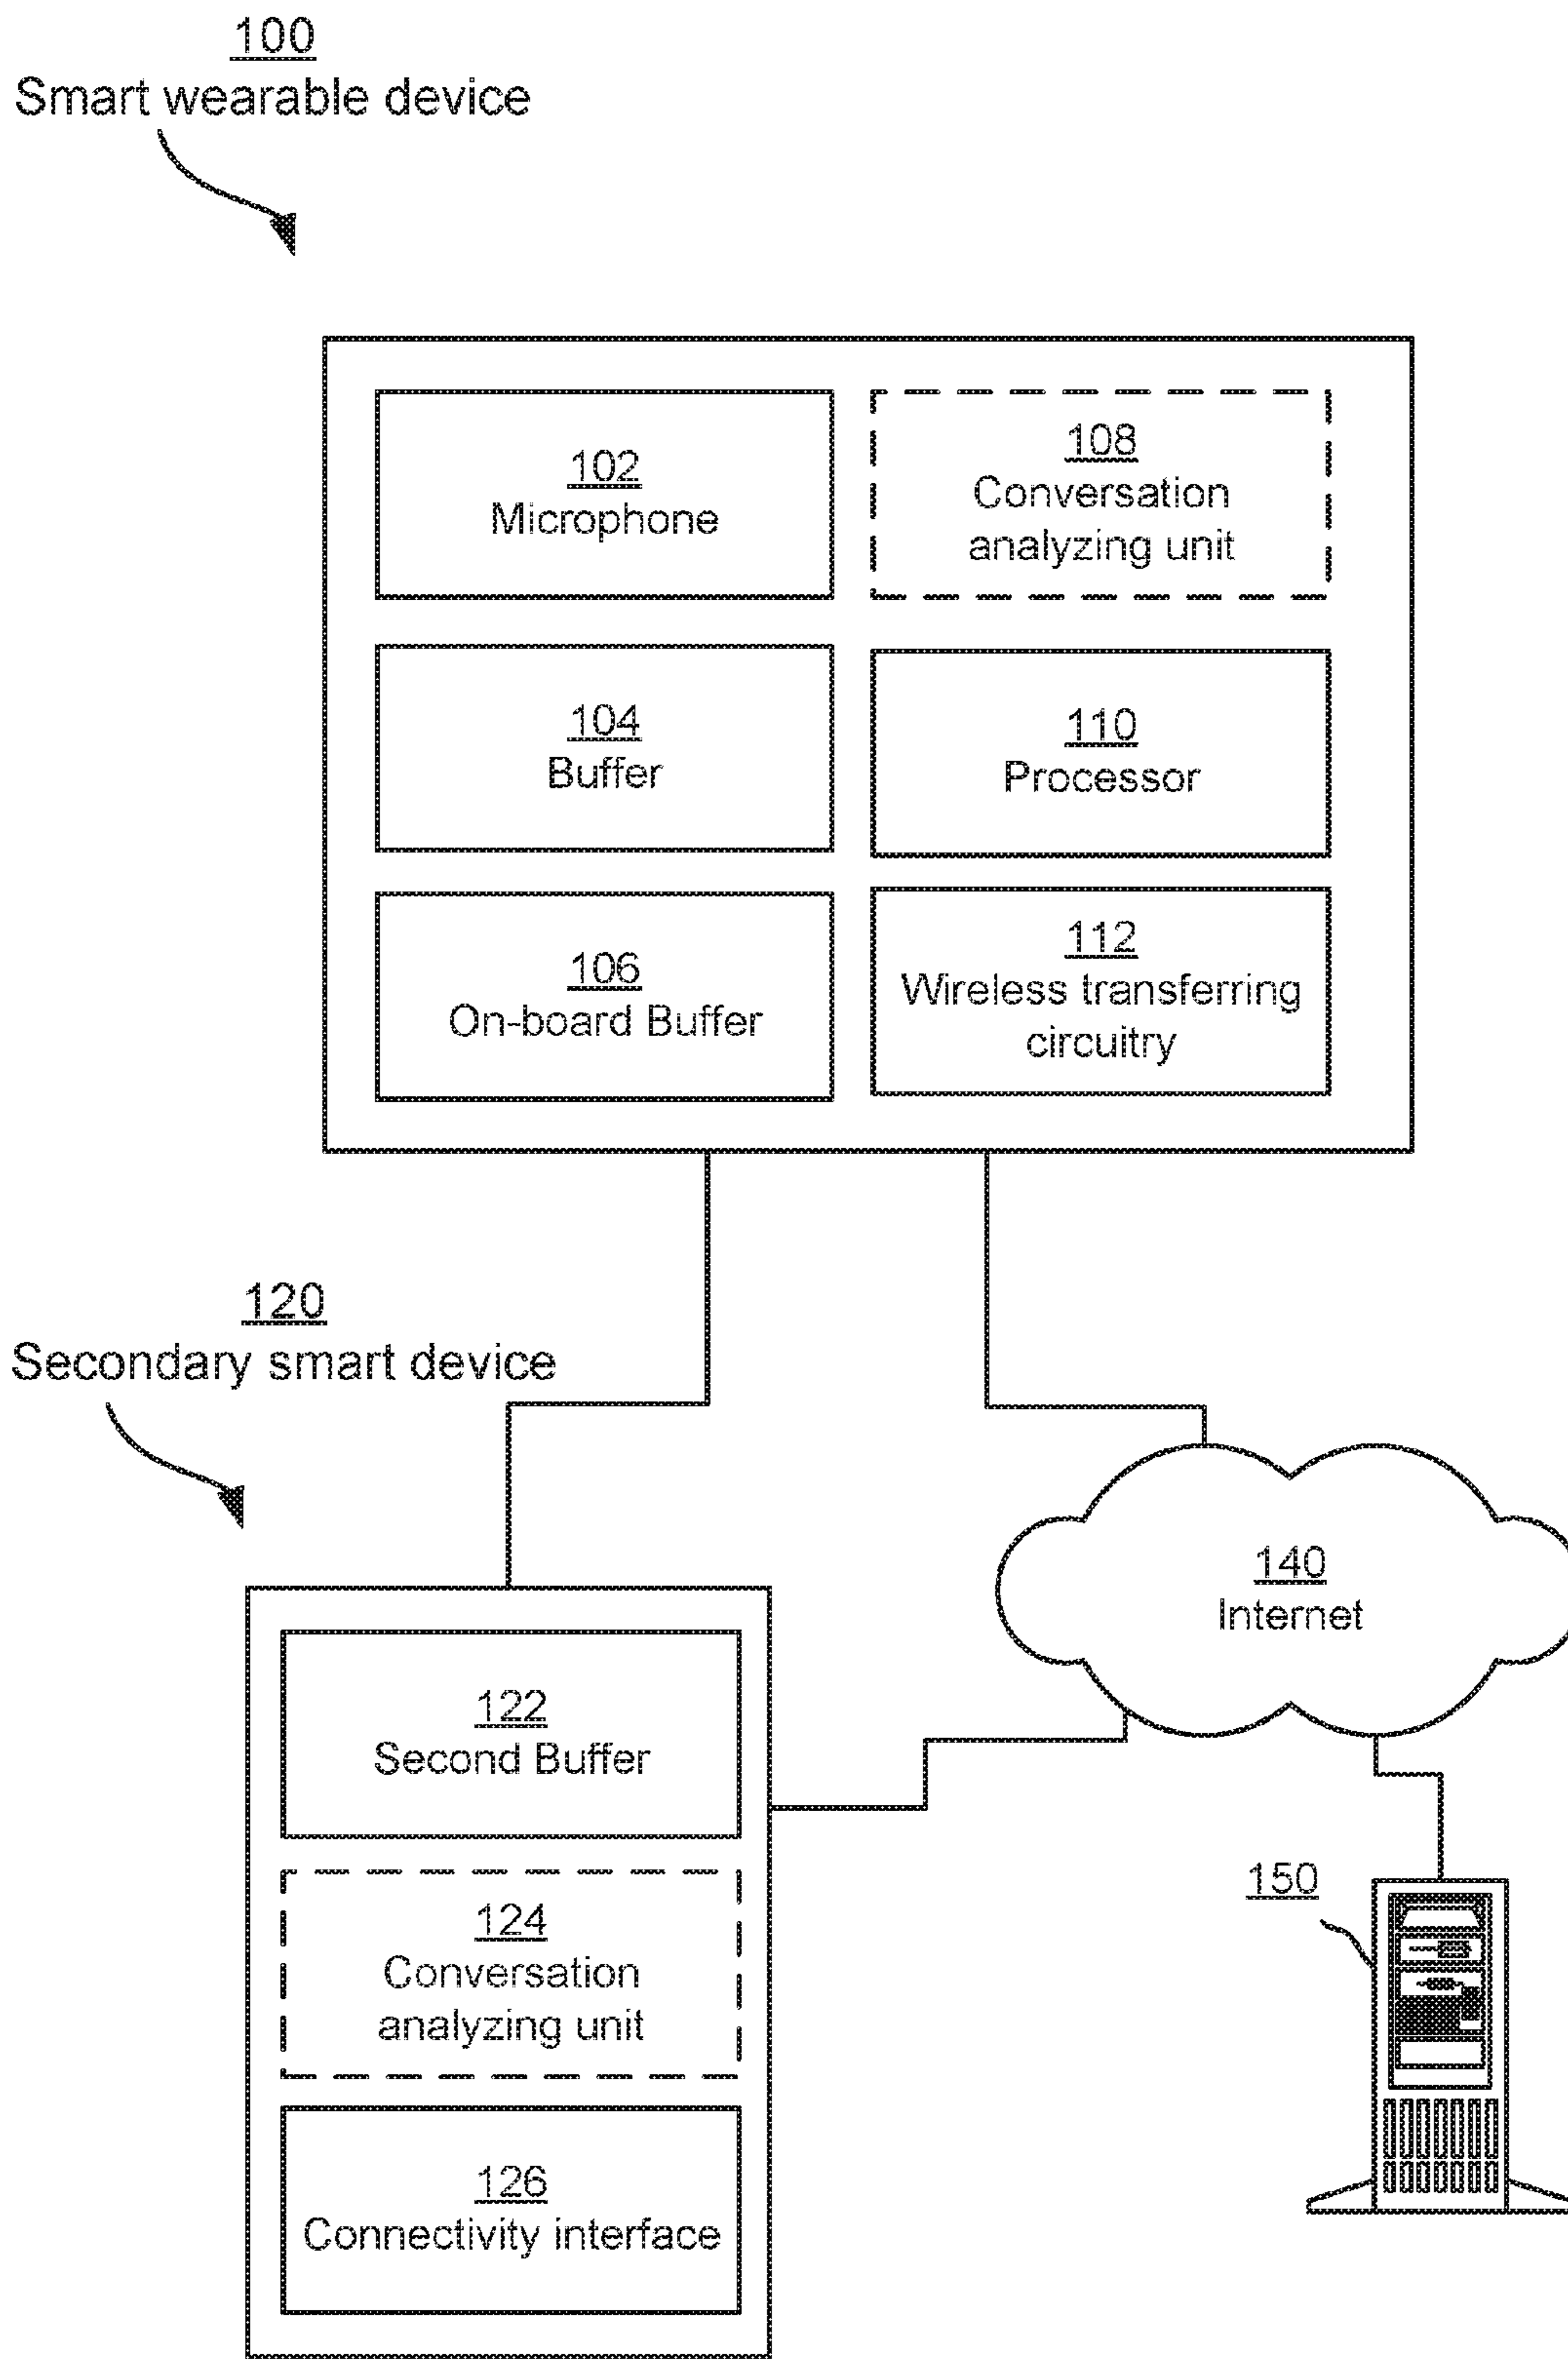 100
Smart wearable device
102
Microphone
108
Conversation
analyzing unit
104
Buffer
110
Processor
106
On-board Buffer
112
Wireless transferring
circuitry
120
Secondary smart device
140
Internet
122
Second Buffer
150
124
Conversation
analyzing unit
126
Connectivity interface